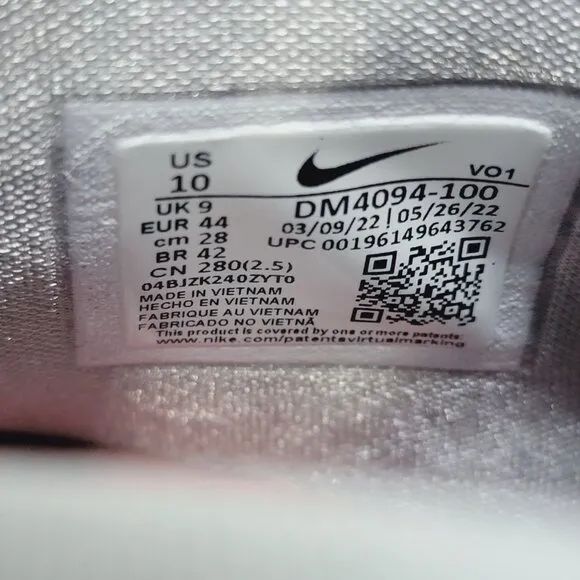 US
10
UK 9
EUR 44
cm 28
BR 42
CN 280(2.5)
04BJZK2402YT0
MADE IN VIETNAM
HECHO EN VIETNAM
FABRIQUE AU VIETNAM
FABRICADO NO VIETNÃ
This product is covered by one or more patents.
www.nike.com/patentsvirtualmarking
VO1
DM4094-100
03/09/22 | 05/26/22
UPC 00196149643762